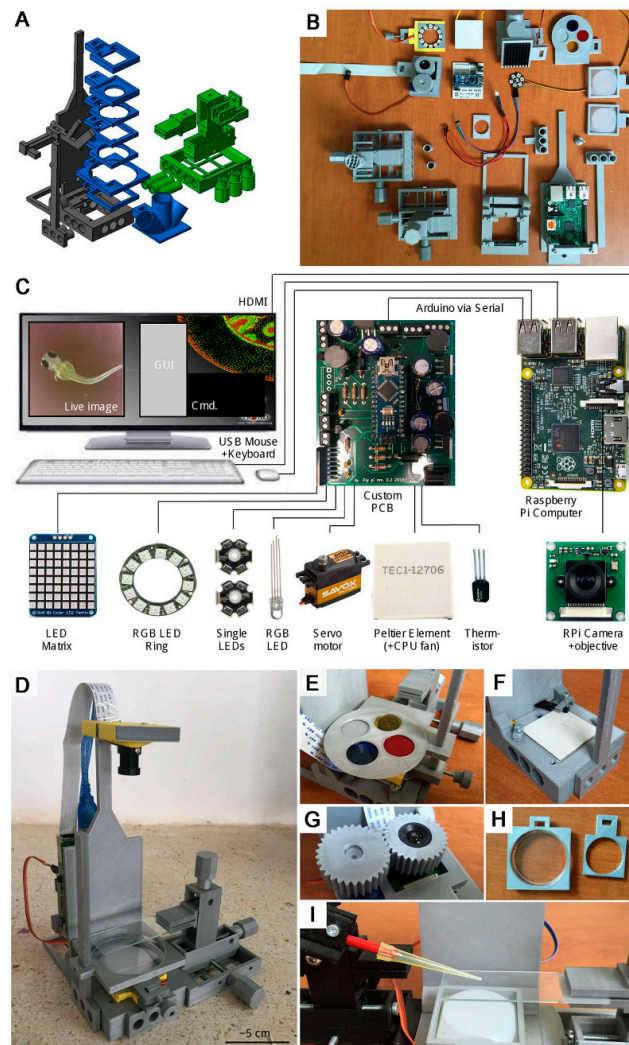 A
B
C
HDMI
Arduino via Serial
GUI
Live image
Cmd.
USB Mouse
+Keyboard
Custom
PCB
Raspberry
Pi Computer
TEC1-12706
SAVOX
LED
Matrix
RGB LED
Ring
Single
LEDs
RGB
LED
Servo
motor
Peltier Element
(+CPU fan)
Therm-
istor
RPi Camera
+objective
D
E
F
G
H
I
~5 cm